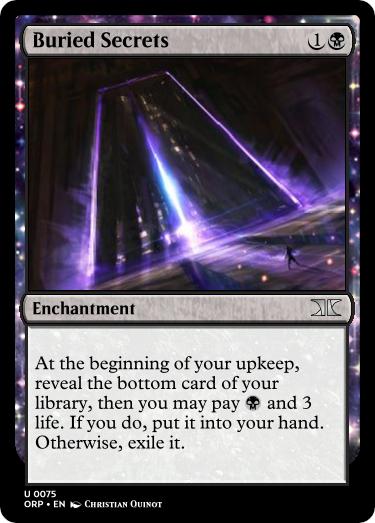 Buried Secrets 1
Enchantment
At the beginning of your upkeep,
reveal the bottom card of your
library, then you may pay and 3
life. If you do, put it into your hand.
Otherwise, exile it.
U 0075
ORP • EN Christian Quinot